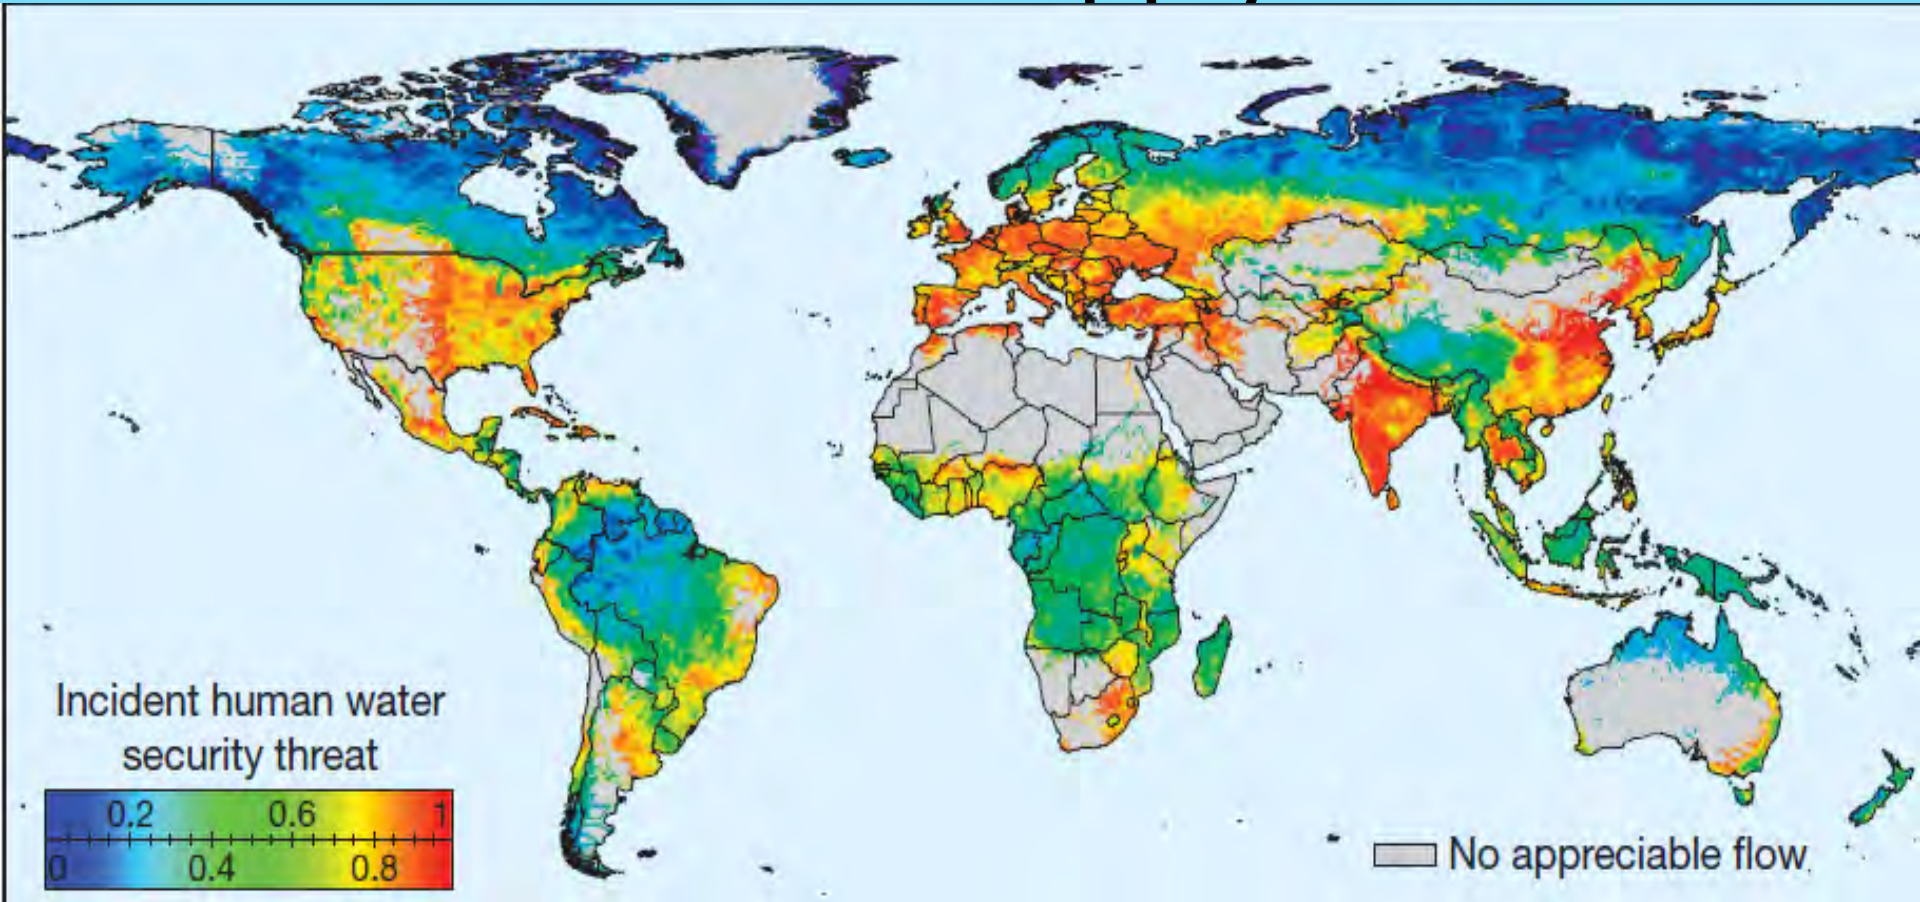 Incident human water
security threat
0.2 0.6 1
0 0.4 0.8
No appreciable flow